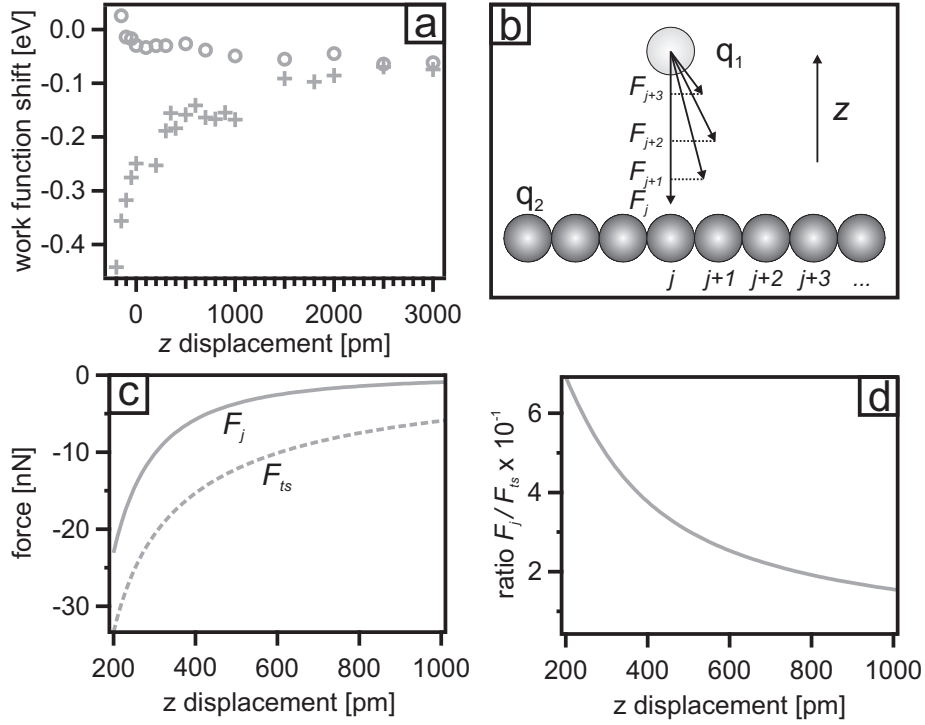 a
work function shift [eV]
0.0
-0.1
-0.2
-0.3
-0.4
0 1000 2000 3000
z displacement [pm]
b
q1
Fj+3
Fj+2
Fj+1
Fj
z
q2
j j+1 j+2 j+3 ...
c
force [nN]
0
-10
-20
-30
Fj
Fts
200 400 600 800 1000
z displacement [pm]
d
ratio Fj / Fts x 10-1
6
4
2
200 400 600 800 1000
z displacement [pm]